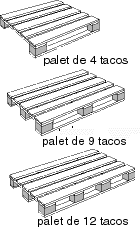 palet de 4 tacos
palet de 9 tacos
palet de 12 tacos